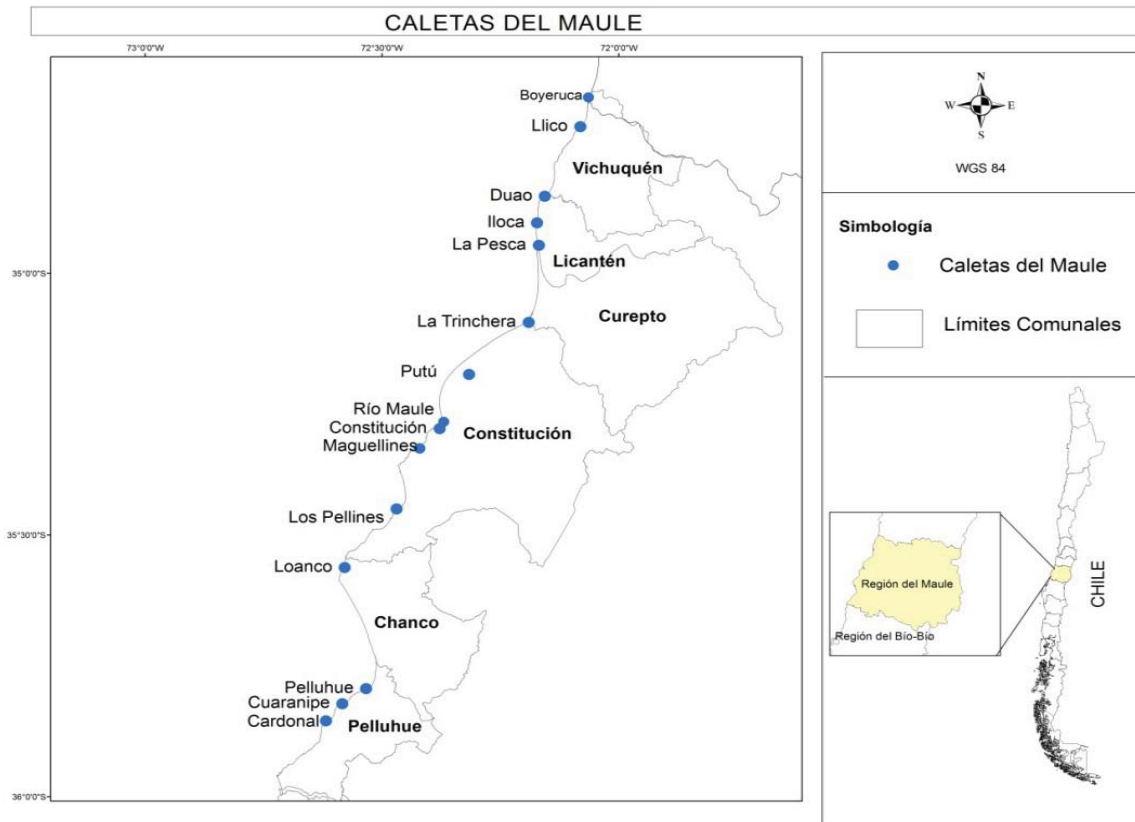 CALETAS DEL MAULE
73°0'0"W
72°30'0"W
72°0'0"W
Boyeruca
Llico
Vichuquén
Duao
Iloca
La Pesca
Licantén
35°0'0"S
Curepto
La Trinchera
Putú
Río Maule
Constitución
Maguellines
Constitución
Los Pellines
35°30'0"S
Loanco
Chanco
Pelluhue
Cuaranipe
Cardonal
Pelluhue
36°0'0"S
N
W
E
S
WGS 84
Simbología
Caletas del Maule
Límites Comunales
Región del Maule
Región del Bío-Bío
CHILE